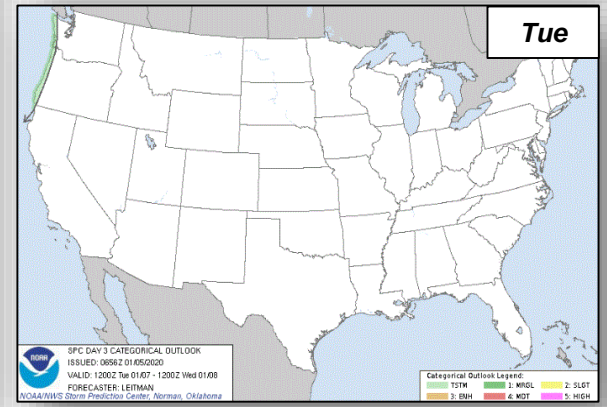 Tue
SPC DAY 3 CATEGORICAL OUTLOOK
ISSUED: 0656Z 01/05/2020
VALID: 1200Z Tue 01/07 - 1200Z Wed 01/08
FORECASTER: LEITMAN
NOAA/NWS Storm Prediction Center, Norman, Oklahoma
NOAA
Categorical Outlook Legend:
TSTM 1: MRGL 2: SLGT
3: ENH 4: MDT 5: HIGH